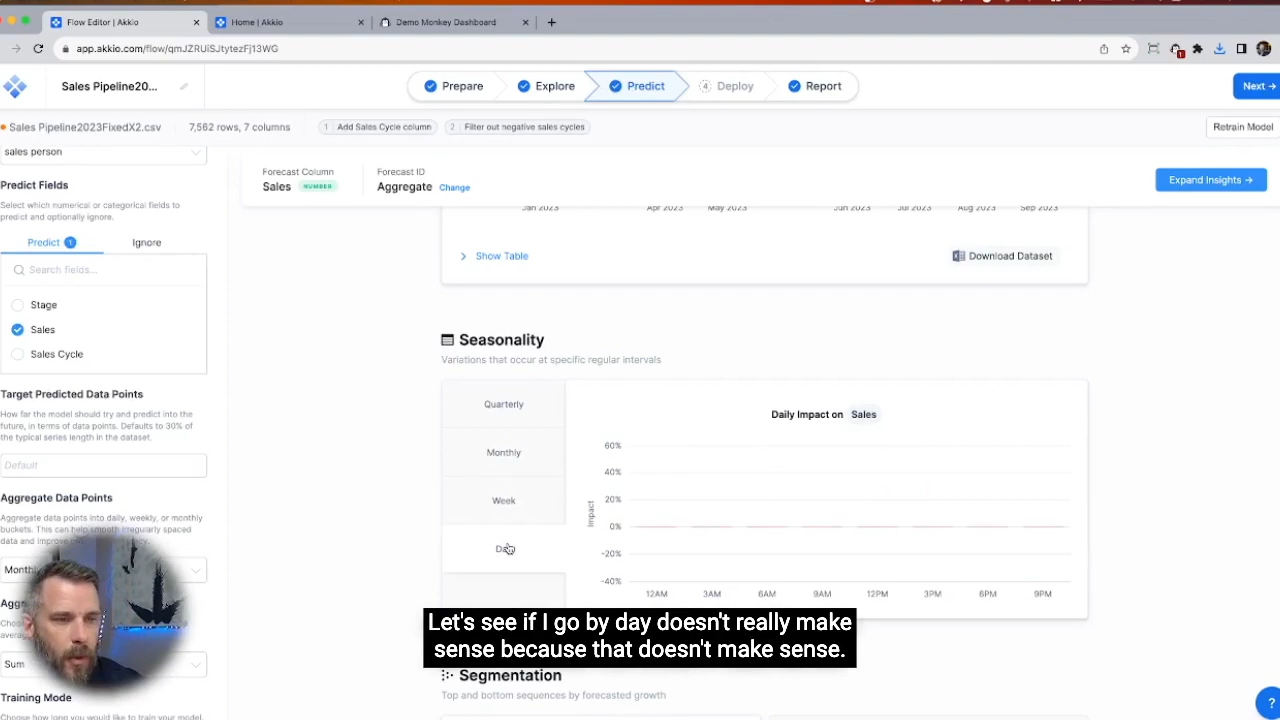 Flow Editor | Akkio
Home | Akkio
Demo Monkey Dashboard
app.akkio.com/flow/qmJZRUiSJtytezFj13WG
Sales Pipeline20...
Prepare
Explore
Predict
4 Deploy
Report
Next →
Sales Pipeline2023FixedX2.csv
7,562 rows, 7 columns
1 Add Sales Cycle column
2 Filter out negative sales cycles
Retrain Model
sales person
Predict Fields
Select which numerical or categorical fields to
predict and optionally ignore.
Predict 1
Ignore
Search fields...
Stage
Sales
Sales Cycle
Target Predicted Data Points
How far the model should try and predict into the
future, in terms of data points. Defaults to 30% of
the typical series length in the dataset.
Default
Aggregate Data Points
Aggregate data points into daily, weekly, or monthly
buckets. This can help smooth irregularly spaced
data and improve
Monthly
Sum
Training Mode
Choose how long you would like to train your model.
Forecast Column
Sales NUMBER
Forecast ID
Aggregate Change
Expand Insights →
Jan 2023
Apr 2023
May 2023
Jun 2023
Jul 2023
Aug 2023
Sep 2023
Show Table
Download Dataset
Seasonality
Variations that occur at specific regular intervals
Quarterly
Monthly
Week
Day
Daily Impact on Sales
Impact
60%
40%
20%
0%
-20%
-40%
12AM
3AM
6AM
9AM
12PM
3PM
6PM
9PM
Let's see if I go by day doesn't really make
sense because that doesn't make sense.
Segmentation
Top and bottom sequences by forecasted growth
?